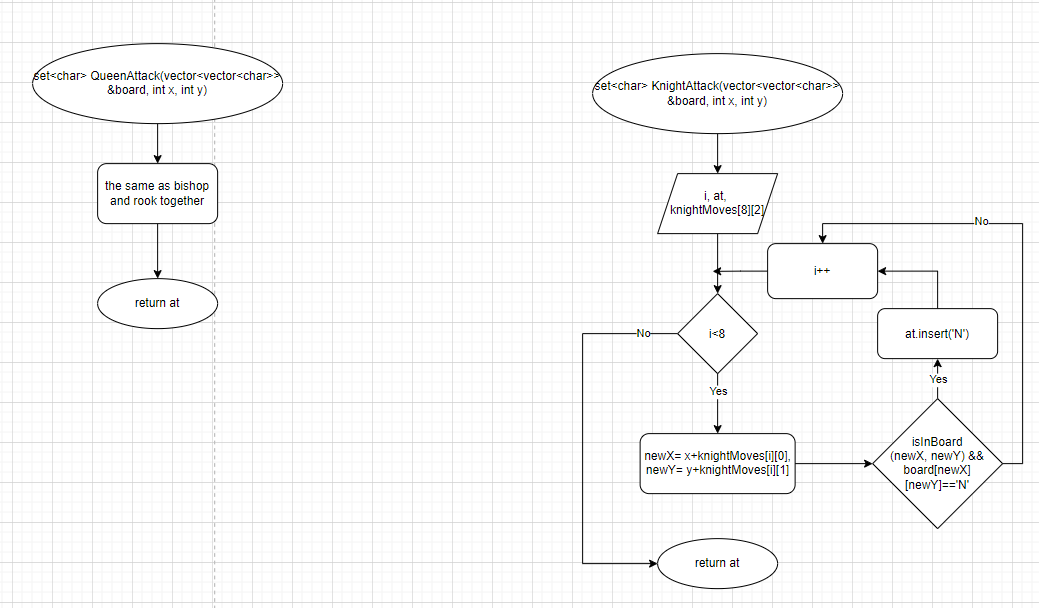 set<char> QueenAttack(vector<vector<char>>
&board, int x, int y)
the same as bishop
and rook together
return at
set<char> KnightAttack(vector<vector<char>>
&board, int x, int y)
i, at,
knightMoves[8][2]
No
i++
at.insert('N')
i<8
No
Yes
Yes
newX= x+knightMoves[i][0],
newY= y+knightMoves[i][1]
isInBoard
(newX, newY) &&
board[newX]
[newY]=='N'
return at